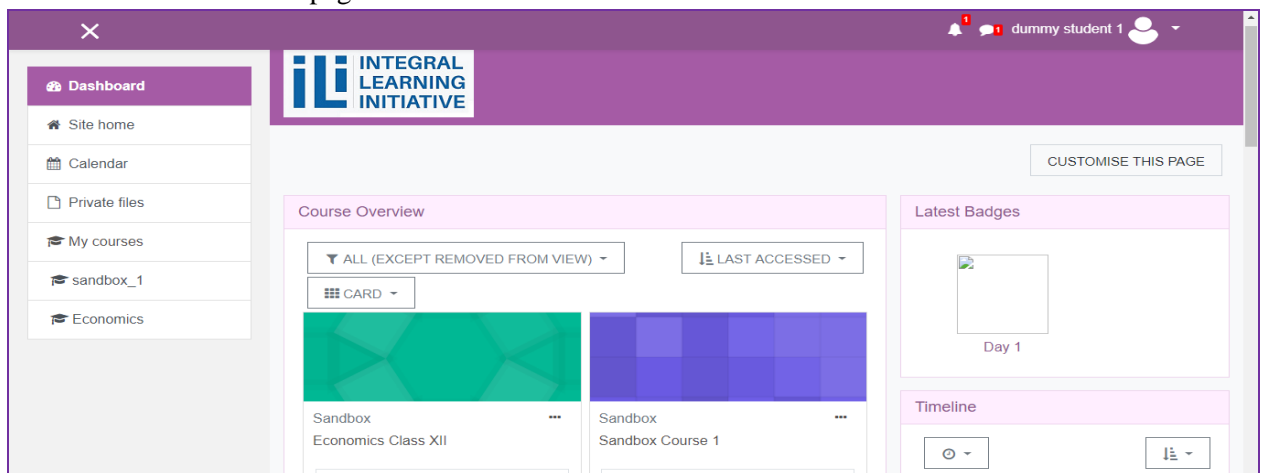 1 1 dummy student 1
iLi INTEGRAL
LEARNING
INITIATIVE
Dashboard
Site home
Calendar
Private files
My courses
sandbox_1
Economics
CUSTOMISE THIS PAGE
Course Overview
ALL (EXCEPT REMOVED FROM VIEW)
LAST ACCESSED
CARD
Sandbox
Economics Class XII
Sandbox
Sandbox Course 1
Latest Badges
Day 1
Timeline